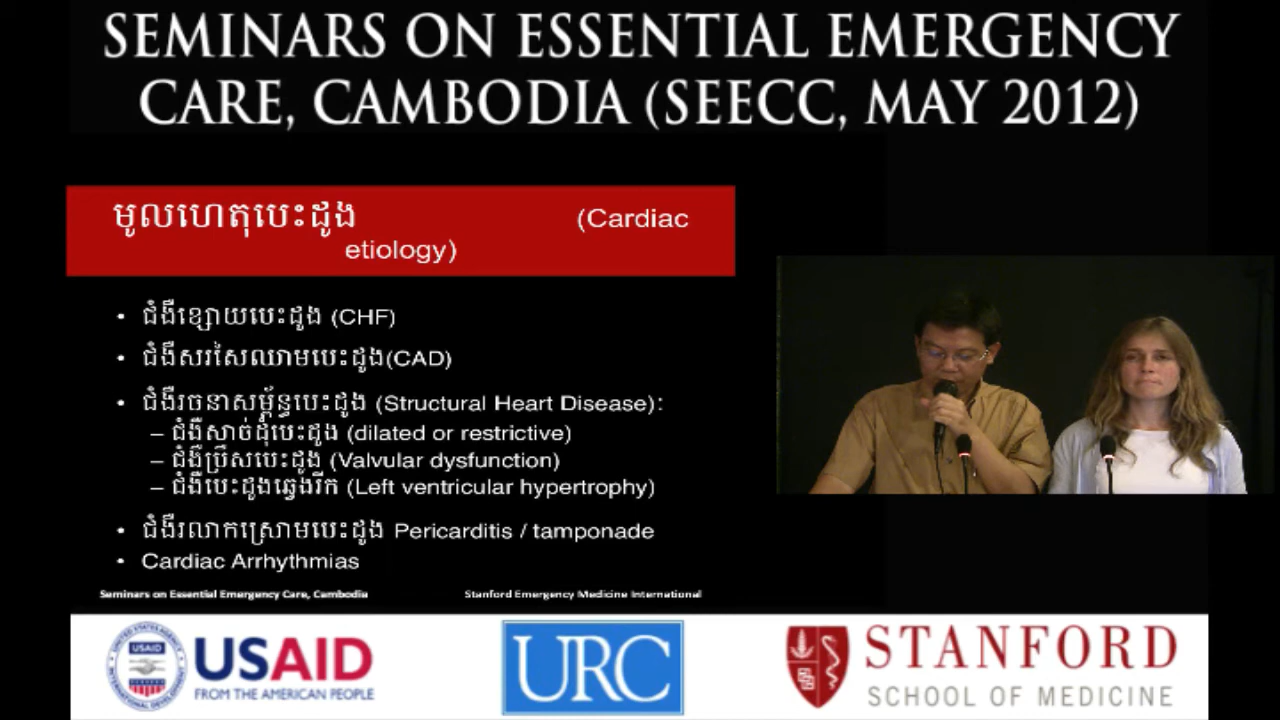 SEMINARS ON ESSENTIAL EMERGENCY
CARE, CAMBODIA (SEECC, MAY 2012)
មូលហេតុបេះដូង (Cardiac
etiology)
• ជំងឺខ្សោយបេះដូង (CHF)
• ជំងឺសរសៃឈាមបេះដូង(CAD)
• ជំងឺរចនាសម្ព័ន្ធបេះដូង (Structural Heart Disease):
– ជំងឺសាច់ដុំបេះដូង (dilated or restrictive)
– ជំងឺប្រឹសបេះដូង (Valvular dysfunction)
– ជំងឺបេះដូងឆ្វេងរីក (Left ventricular hypertrophy)
• ជំងឺរលាកស្រោមបេះដូង Pericarditis / tamponade
• Cardiac Arrhythmias
Seminars on Essential Emergency Care, Cambodia Stanford Emergency Medicine International
USAID
FROM THE AMERICAN PEOPLE
URC
STANFORD
SCHOOL OF MEDICINE